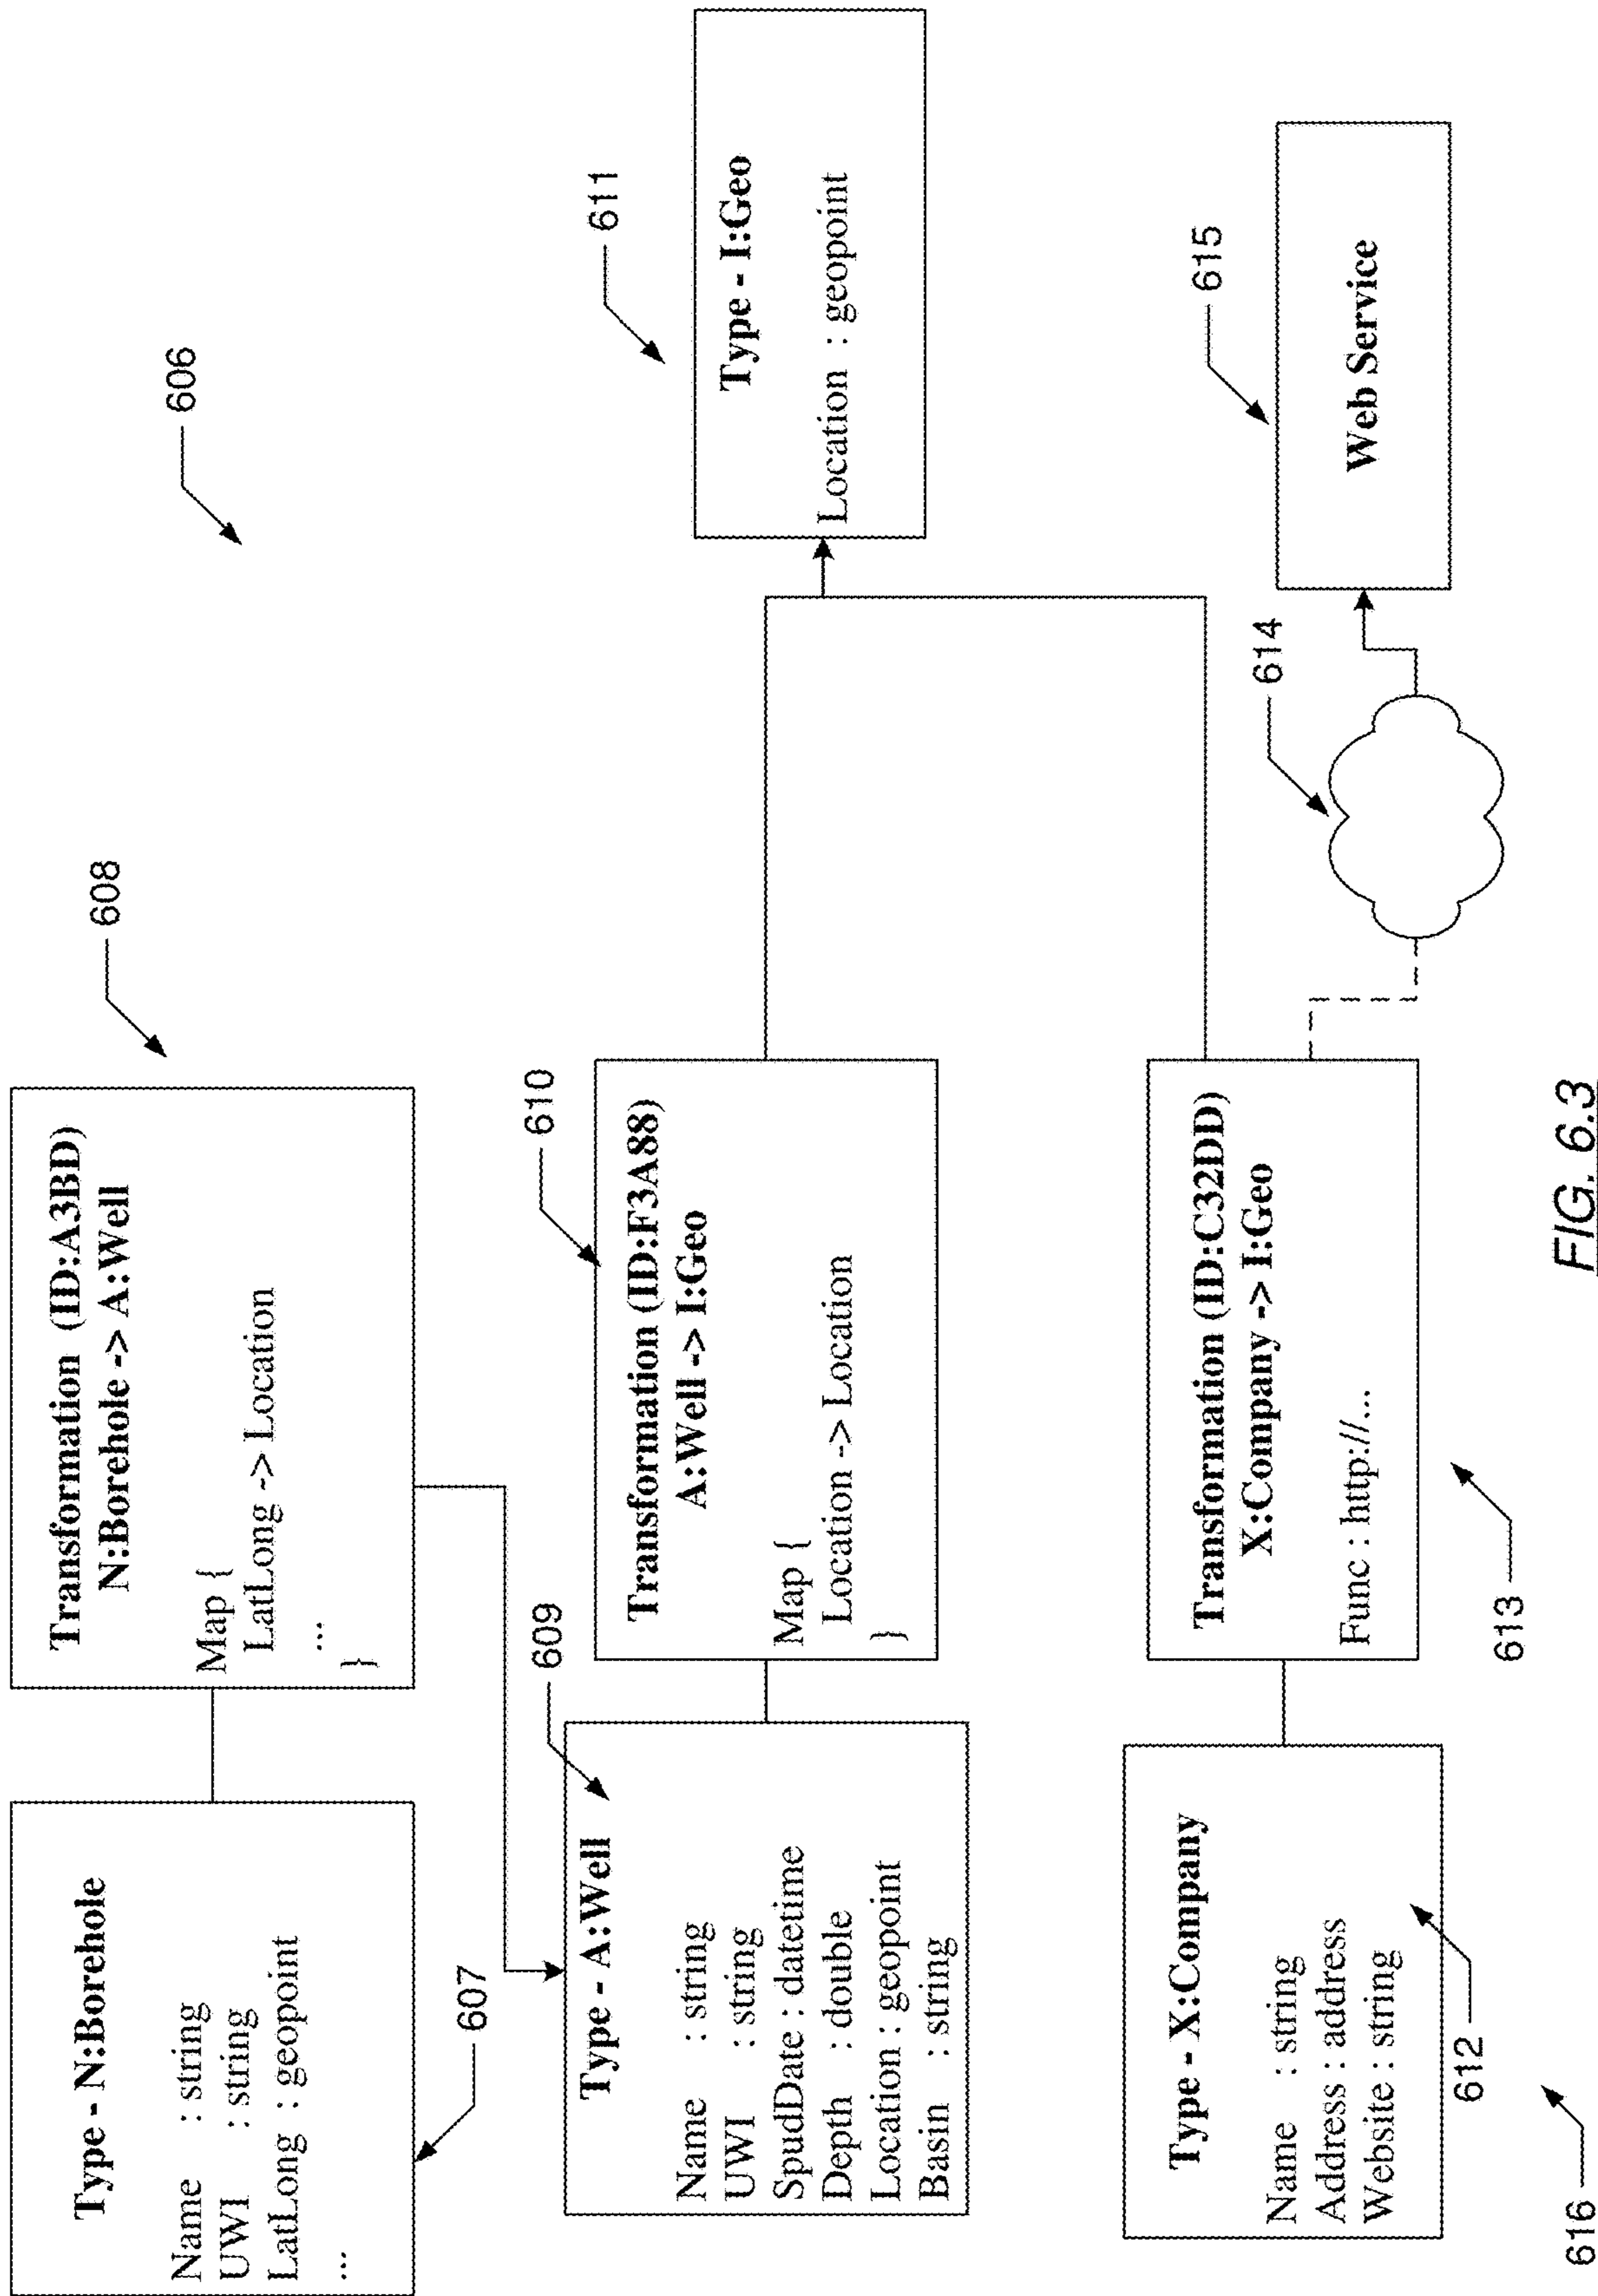 606
Type - N:Borehole
Name : string
UWI : string
LatLong : geopoint
...
607
Transformation (ID:A3BD)
N:Borehole -> A:Well
Map {
LatLong -> Location
...
}
608
Type - A:Well
Name : string
UWI : string
SpudDate : datetime
Depth : double
Location : geopoint
Basin : string
609
Transformation (ID:F3A88)
A:Well -> I:Geo
Map {
Location -> Location
}
610
Type - I:Geo
Location : geopoint
611
Type - X:Company
Name : string
Address : address
Website : string
612
616
Transformation (ID:C32DD)
X:Company -> I:Geo
Func : http://...
613
614
Web Service
615
FIG. 6.3